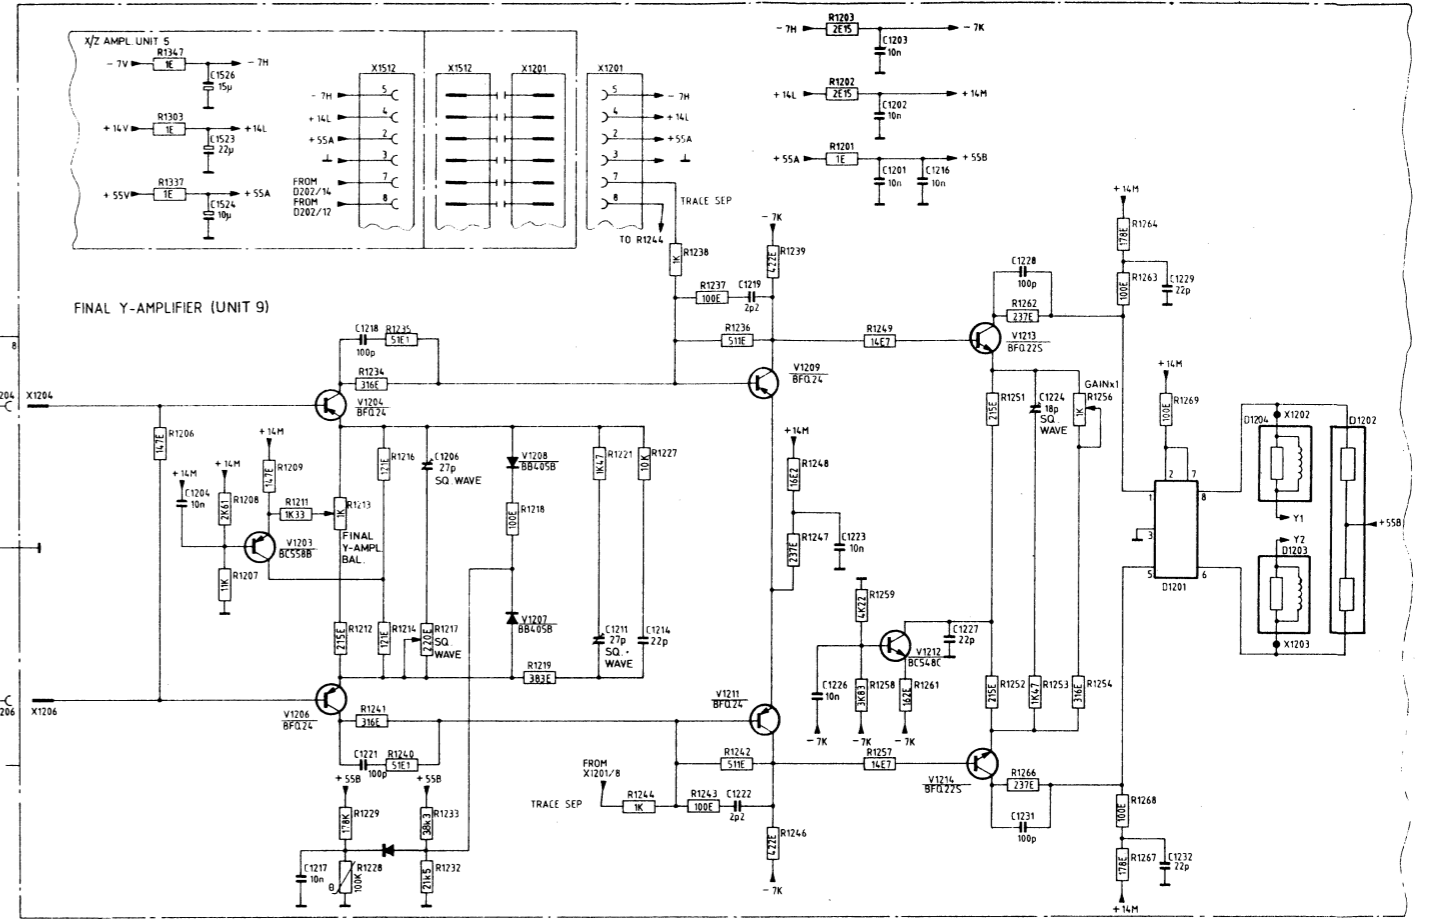 X/Z AMPL. UNIT 5
R1347
- 7V
1E
- 7H
C1526
15µ
R1303
+ 14V
1E
+ 14L
C1523
22µ
R1337
+ 55V
1E
+ 55A
C1524
10µ
X1512
X1512
X1201
X1201
- 7H
5
5
- 7H
+ 14L
4
4
+ 14L
+ 55A
2
2
+ 55A
3
3
FROM
D202/14
7
7
FROM
D202/12
8
8
TRACE SEP
TO R1244
R1203
- 7H
2E15
- 7K
C1203
10n
R1202
+ 14L
2E15
+ 14M
C1202
10n
R1201
+ 55A
1E
+ 55B
C1201
10n
C1216
10n
FINAL Y-AMPLIFIER (UNIT 9)
R1238
1K
- 7K
R1239
422E
R1237
100E
C1219
2p2
R1236
511E
C1218
100p
R1235
51E1
R1234
316E
V1204
BFQ24
V1209
BFQ24
R1249
14E7
V1213
BFQ22S
C1228
100p
R1262
237E
+ 14M
R1264
178E
R1263
100E
C1229
22p
8
204
X1204
R1206
147E
+ 14M
C1204
10n
+ 14M
R1208
2K61
+ 14M
R1209
147E
R1211
1K33
R1213
1K
FINAL
Y-AMPL.
BAL.
V1203
BC558B
R1207
11K
R1216
121E
C1206
27p
SQ. WAVE
V1208
BB405B
R1218
100E
R1221
1K47
R1227
10K
+ 14M
R1248
16E2
R1247
237E
C1223
10n
R1251
215E
C1224
18p
SQ.
WAVE
GAINx1
R1256
1K
+ 14M
R1269
100E
2
7
1
8
3
5
6
D1201
D1204
X1202
D1202
Y1
+ 55B
Y2
D1203
X1203
R1212
215E
R1214
121E
R1217
220E
SQ.
WAVE
V1207
BB405B
C1211
27p
SQ.
WAVE
C1214
22p
R1219
383E
R1259
4K22
V1212
BC548C
C1227
22p
C1226
10n
R1258
3K83
R1261
162E
- 7K
- 7K
- 7K
R1252
215E
R1253
1K47
R1254
316E
206
X1206
V1206
BFQ24
R1241
316E
C1221
100p
R1240
51E1
V1211
BFQ24
R1242
511E
R1257
14E7
V1214
BFQ22S
R1266
237E
C1231
100p
FROM
X1201/8
TRACE SEP
R1244
1K
R1243
100E
C1222
2p2
R1246
422E
- 7K
+ 55B
+ 55B
R1229
178K
R1233
38k3
C1217
10n
R1228
100K
θ
R1232
21k5
R1268
100E
R1267
178E
C1232
22p
+ 14M